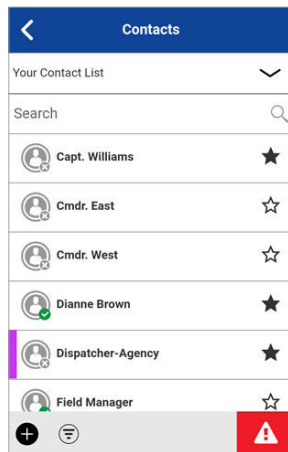 Contacts
Your Contact List
Search
Capt. Williams
Cmdr. East
Cmdr. West
Dianne Brown
Dispatcher-Agency
Field Manager